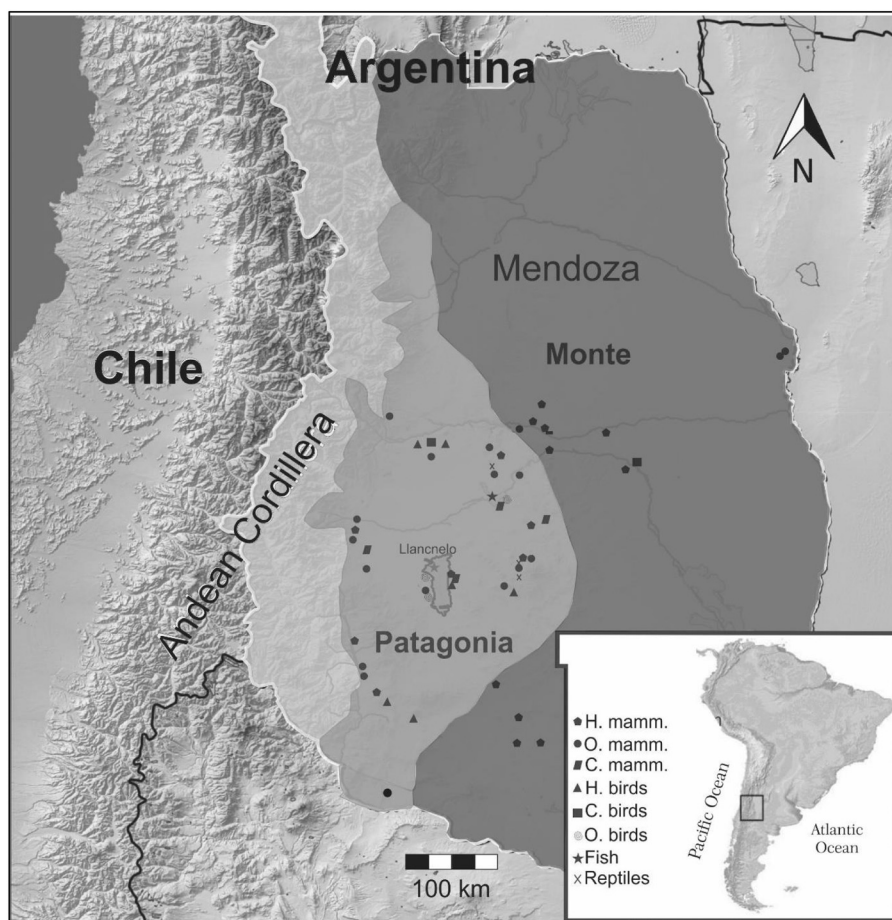 Argentina
N
Mendoza
Monte
Chile
Andean Cordillera
Llancnelo
Patagonia
H. mamm.
O. mamm.
C. mamm.
H. birds
C. birds
O. birds
Fish
Reptiles
Pacific Ocean
Atlantic
Ocean
100 km